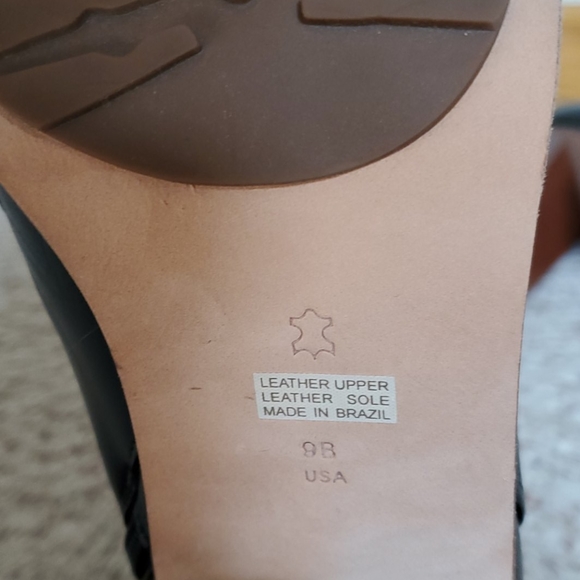 LEATHER UPPER
LEATHER SOLE
MADE IN BRAZIL
9B
USA